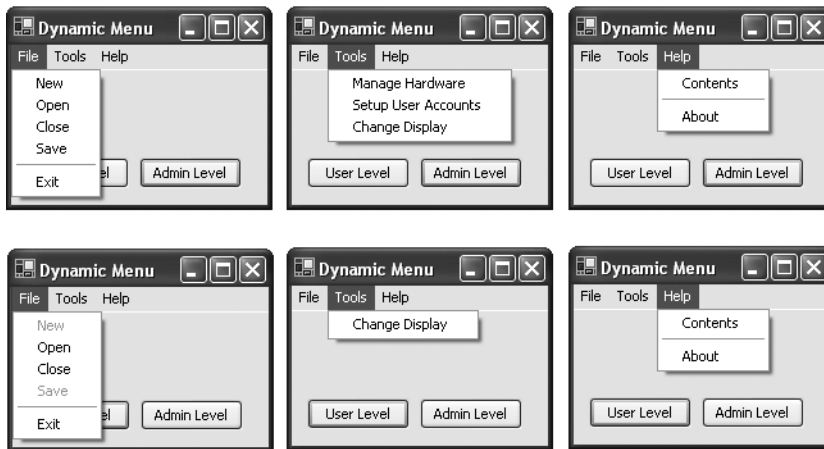 Dynamic Menu
File Tools Help
New
Open
Close
Save
Exit
el
Admin Level
Dynamic Menu
File Tools Help
Manage Hardware
Setup User Accounts
Change Display
User Level Admin Level
Dynamic Menu
File Tools Help
Contents
About
User Level Admin Level
Dynamic Menu
File Tools Help
New
Open
Close
Save
Exit
el
Admin Level
Dynamic Menu
File Tools Help
Change Display
User Level Admin Level
Dynamic Menu
File Tools Help
Contents
About
User Level Admin Level